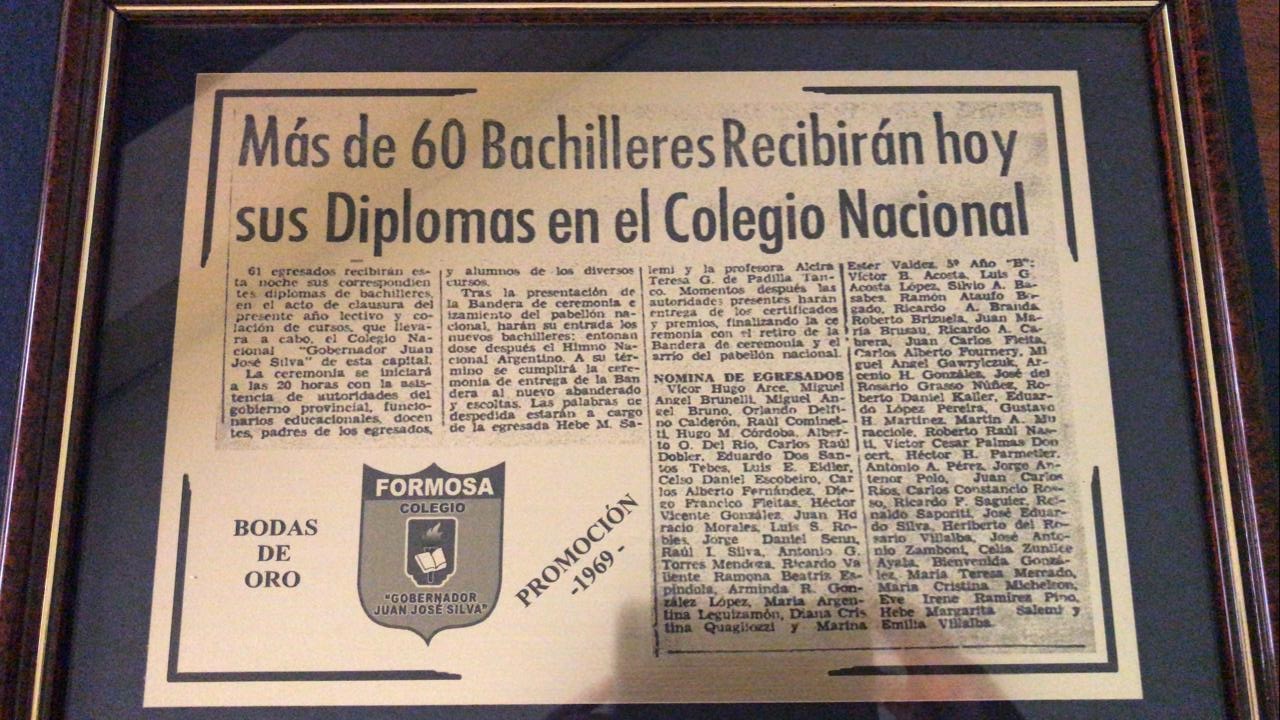 Más de 60 Bachilleres Recibirán hoy
sus Diplomas en el Colegio Nacional
61 egresados recibirán es-
ta noche sus correspondien
tes diplomas de bachilleres,
en el acto de clausura del
presente año lectivo y co-
lación de cursos, que lleva-
ra a cabo, el Colegio Na-
cional "Gobernador Juan
José Silva" de esta capital.
La ceremonia se iniciará
a las 20 horas con la asis-
tencia de autoridades del
gobierno provincial, funcio-
narios educacionales, docen
tes, padres de los egresados,
y alumnos de los diversos
cursos.
Tras la presentación de
la Bandera de ceremonia e
izamiento del pabellón na-
cional, harán su entrada los
nuevos bachilleres; entonan
dose después el Himno Na-
cional Argentino. A su tér-
mino se cumplirá la cere-
monia de entrega de la Ban
dera al nuevo abanderado
y escoltas. Las palabras de
despedida estarán a cargo
de la egresada Hebe M. Sa-
lemi y la profesora Alcira
Teresa G. de Padilla Tan-
co. Momentos después las
autoridades presentes harán
entrega de los certificados
y premios, finalizando la ce
remonia con el retiro de la
Bandera de ceremonia y el
arrio del pabellón nacional.
NOMINA DE EGRESADOS
Vícor Hugo Arce, Miguel
Angel Brunelli, Miguel An-
gel Bruno, Orlando Delfi-
no Calderón, Raúl Cominet-
ti, Hugo M. Córdoba, Alber-
to O. Del Río, Carlos Raúl
Dobler, Eduardo Dos San-
tos Tebes, Luis E. Eidler,
Celso Daniel Escobeiro, Car
los Alberto Fernández, Die-
go Francico Fleitas, Héctor
Vicente González, Juan Ho
racio Morales, Luis S. Ro-
bles, Jorge Daniel Senn,
Raúl I. Silva, Antonio G.
Torres Mendoza, Ricardo Va
liente, Ramona Beatriz Es-
píndola, Arminda R. Gon-
zález López, María Argen-
tina Leguizamón, Diana Cris
tina Quagliozzi y Marina
Ester Valdez. 5º Año "B":
Víctor B. Acosta, Luis G.
Acosta López, Silvio A. Ba-
sabes, Ramón Ataufo Bo-
gado, Ricardo A. Branda,
Roberto Brizuela, Juan Ma-
ría Brusau, Ricardo A. Ca-
brera, Juan Carlos Fleita,
Carlos Alberto Fournery, Mi
guel Angel Gawryiczuk, Ar-
cenio H. González, José del
Rosario Grasso Núñez, Ro-
berto Daniel Kaller, Eduar-
do López Pereira, Gustavo
H. Martínez, Martín A. Mu
racciole, Roberto Raúl Nas-
ti, Víctor Cesar Palmas Don
cert, Héctor H. Parmetler,
Antonio A. Pérez, Jorge An-
tenor Polo, Juan Carlos
Ríos, Carlos Constancio Ros-
so, Ricardo F. Saguier, Rei-
naldo Saporiti, José Eduar-
do Silva, Heriberto del Ro-
sario Villalba, José Anto-
nio Zamboni, Celia Zunilce
Ayala, Bienvenida Gonzá-
lez, María Teresa Mercado,
María Cristina Michelson,
Eve Irene Ramírez Pino,
Hebe Margarita Salemi y
Emilia Villalba.
BODAS
DE
ORO
FORMOSA
COLEGIO
"GOBERNADOR
JUAN JOSÉ SILVA"
PROMOCIÓN
-1969-